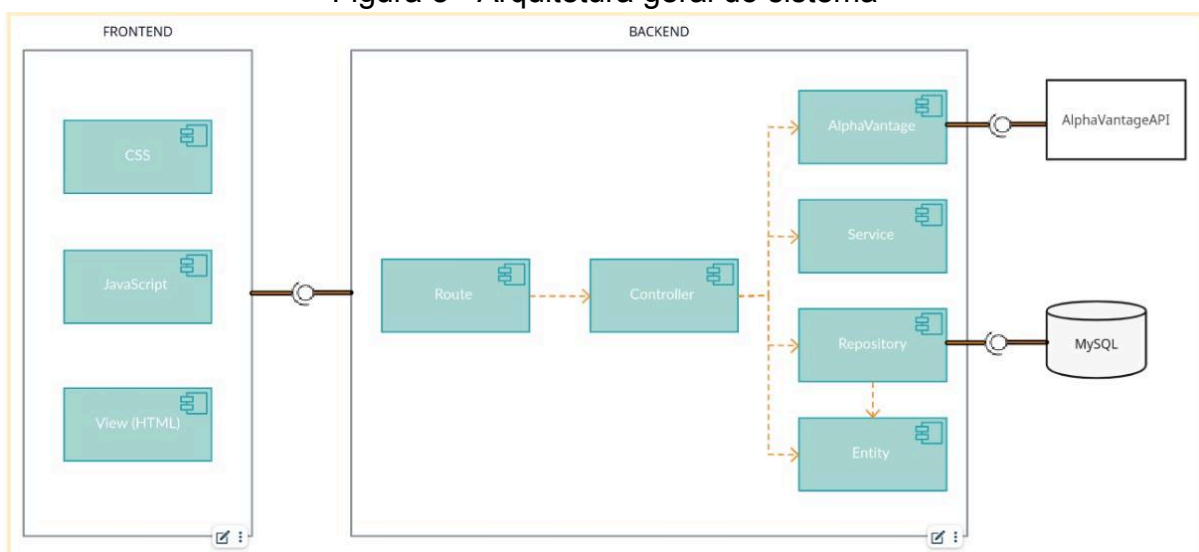 FRONTEND
CSS
JavaScript
View (HTML)
BACKEND
Route
Controller
AlphaVantage
Service
Repository
Entity
AlphaVantageAPI
MySQL